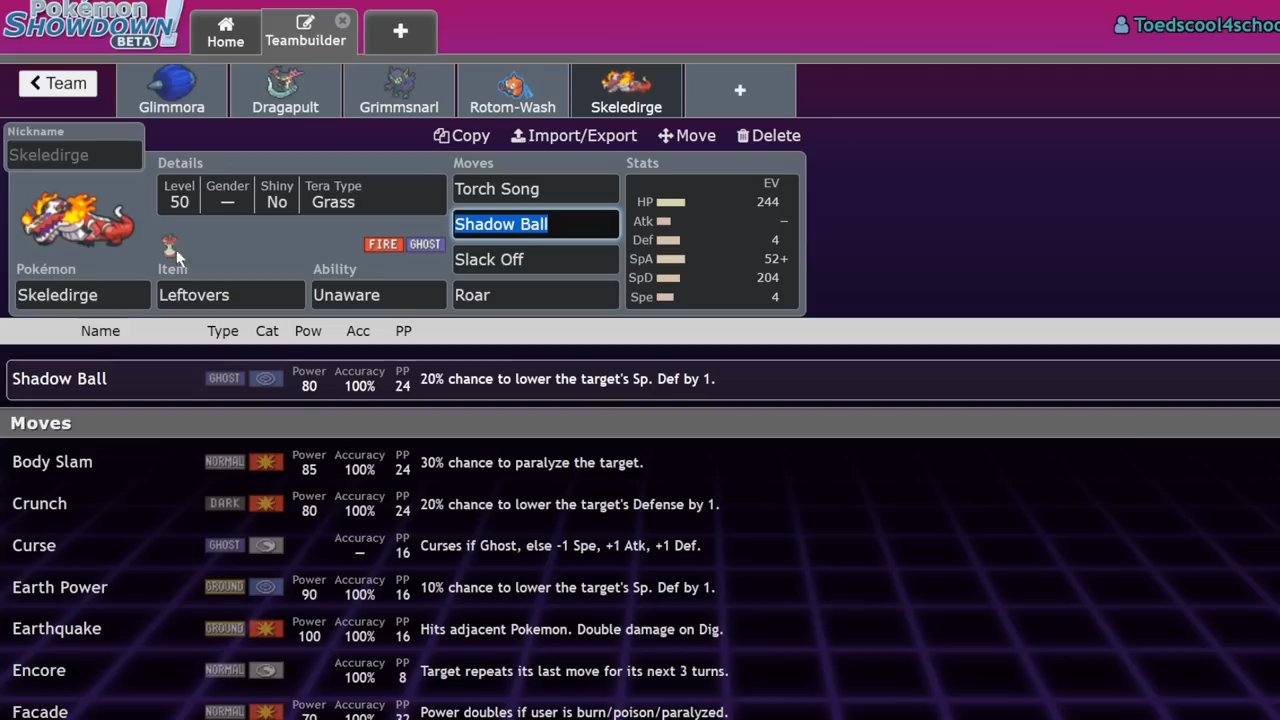 Pokémon
SHOWDOWN!
BETA
Home
Teambuilder
+
Toedscool4schoo
Team
Glimmora
Dragapult
Grimmsnarl
Rotom-Wash
Skeledirge
+
Nickname
Skeledirge
Copy
Import/Export
Move
Delete
Details
Level
50
Gender
—
Shiny
No
Tera Type
Grass
FIRE GHOST
Pokémon
Skeledirge
Item
Leftovers
Ability
Unaware
Moves
Torch Song
Shadow Ball
Slack Off
Roar
Stats
EV
HP 244
Atk –
Def 4
SpA 52+
SpD 204
Spe 4
Name Type Cat Pow Acc PP
Shadow Ball GHOST Power 80 Accuracy 100% PP 24 20% chance to lower the target's Sp. Def by 1.
Moves
Body Slam NORMAL Power 85 Accuracy 100% PP 24 30% chance to paralyze the target.
Crunch DARK Power 80 Accuracy 100% PP 24 20% chance to lower the target's Defense by 1.
Curse GHOST Accuracy — PP 16 Curses if Ghost, else -1 Spe, +1 Atk, +1 Def.
Earth Power GROUND Power 90 Accuracy 100% PP 16 10% chance to lower the target's Sp. Def by 1.
Earthquake GROUND Power 100 Accuracy 100% PP 16 Hits adjacent Pokemon. Double damage on Dig.
Encore NORMAL Accuracy 100% PP 8 Target repeats its last move for its next 3 turns.
Facade NORMAL Power 70 Accuracy 100% PP 32 Power doubles if user is burn/poison/paralyzed.